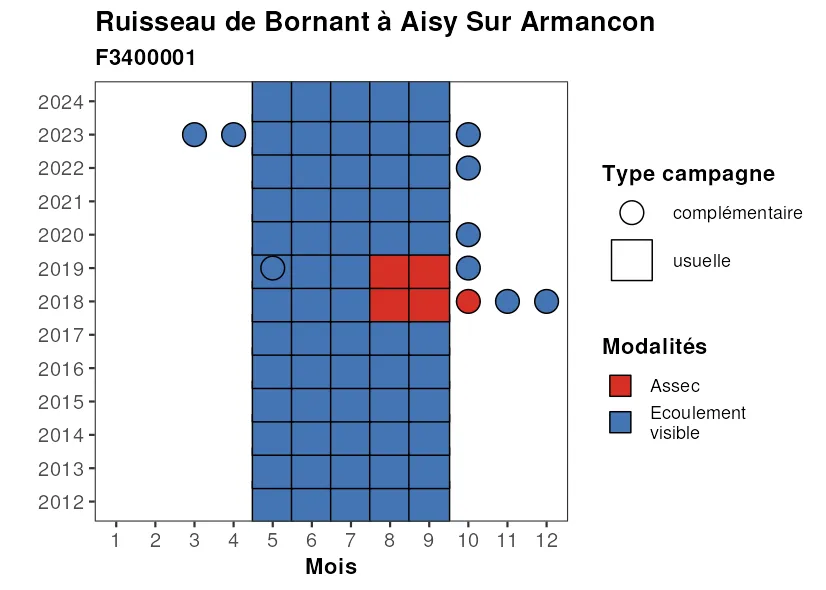 Ruisseau de Bornant à Aisy Sur Armancon
F3400001
2024
2023
2022
2021
2020
2019
2018
2017
2016
2015
2014
2013
2012
1 2 3 4 5 6 7 8 9 10 11 12
Mois
Type campagne
complémentaire
usuelle
Modalités
Assec
Ecoulement
visible